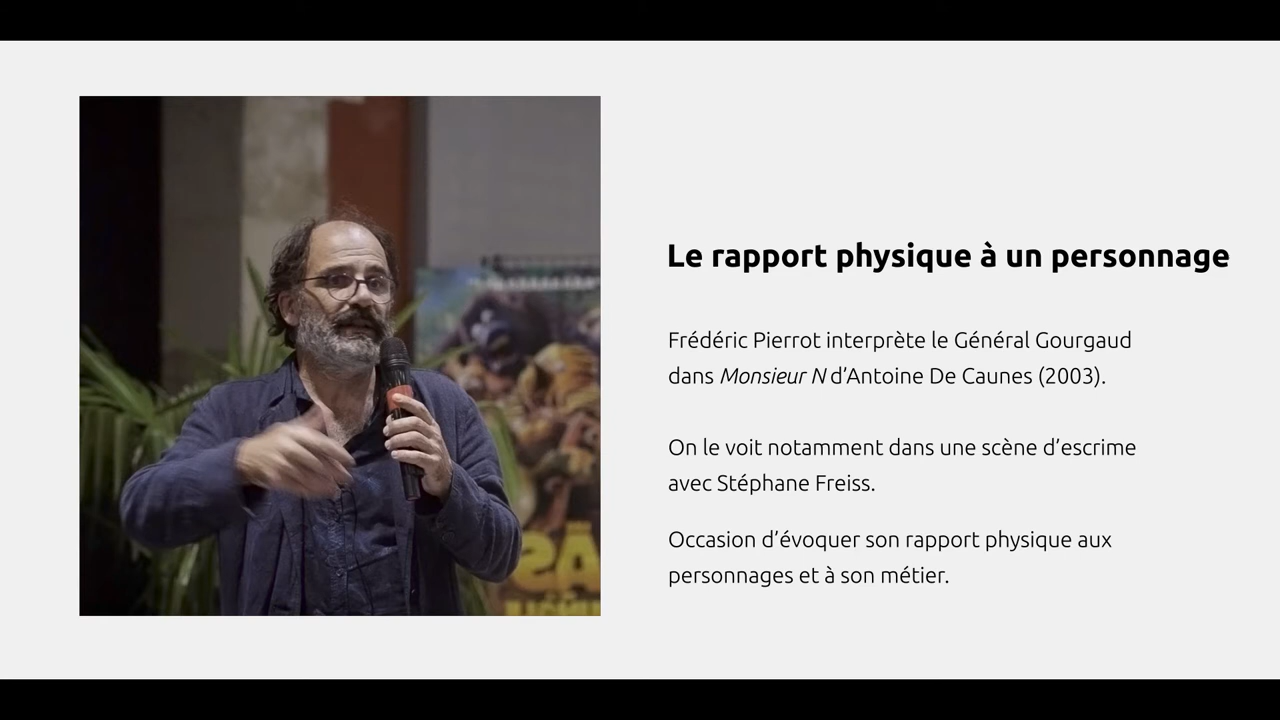 Le rapport physique à un personnage
Frédéric Pierrot interprète le Général Gourgaud
dans Monsieur N d’Antoine De Caunes (2003).
On le voit notamment dans une scène d’escrime
avec Stéphane Freiss.
Occasion d’évoquer son rapport physique aux
personnages et à son métier.